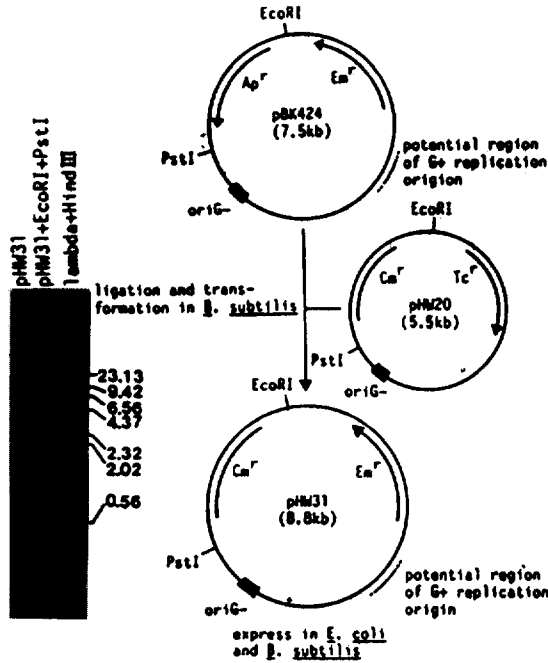 EcoRI
Apr
Emr
pBK424
(7.5kb)
PstI
oriG-
potential region
of G+ replication
origion
pHW31
pHW31+EcoRI+PstI
lambda+HindIII
ligation and trans-
formation in B. subtilis
EcoRI
Cmr
Tcr
pHW20
(5.5kb)
PstI
oriG-
23.13
9.42
6.56
4.37
2.32
2.02
0.56
EcoRI
Cmr
Emr
pHW31
(8.8kb)
PstI
oriG-
potential region
of G+ replication
origin
express in E. coli
and B. subtilis